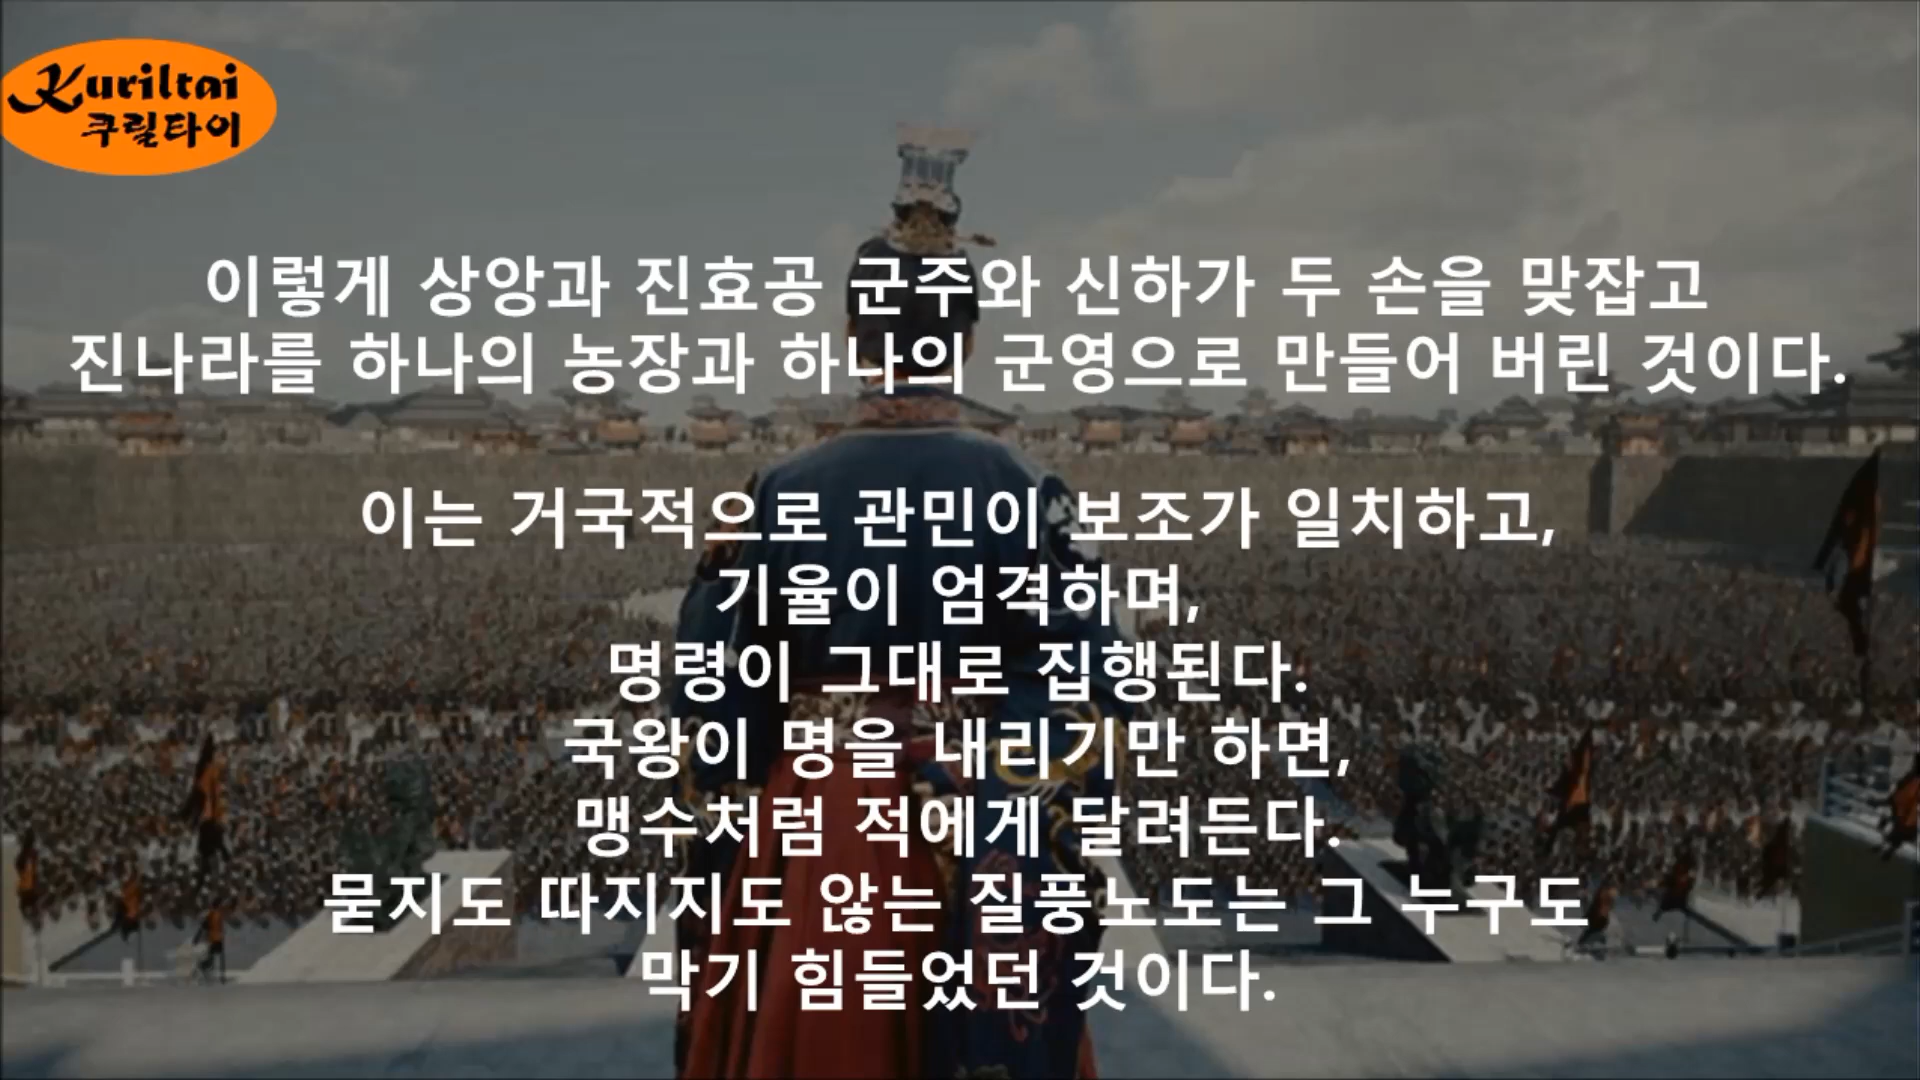 Kuriltai
쿠릴타이
이렇게 상앙과 진효공 군주와 신하가 두 손을 맞잡고
진나라를 하나의 농장과 하나의 군영으로 만들어 버린 것이다.
이는 거국적으로 관민이 보조가 일치하고,
기율이 엄격하며,
명령이 그대로 집행된다.
국왕이 명을 내리기만 하면,
맹수처럼 적에게 달려든다.
묻지도 따지지도 않는 질풍노도는 그 누구도
막기 힘들었던 것이다.